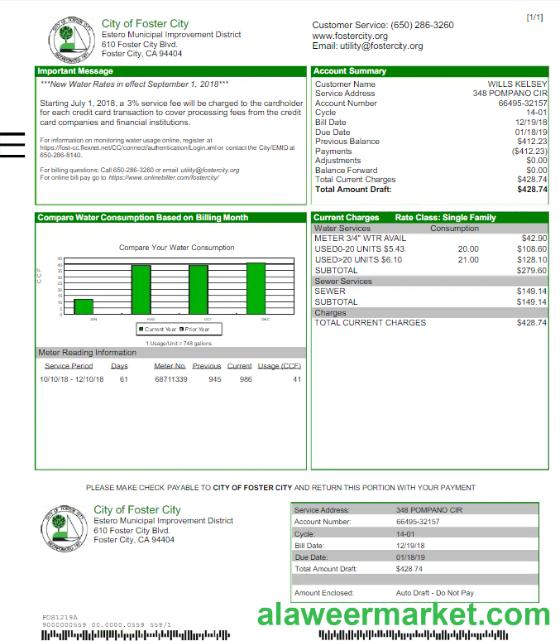 [1/1]
City of Foster City
Estero Municipal Improvement District
610 Foster City Blvd.
Foster City, CA 94404
Customer Service: (650) 286-3260
www.fostercity.org
Email: utility@fostercity.org
Important Message
***New Water Rates in effect September 1, 2018***
Starting July 1, 2018, a 3% service fee will be charged to the cardholder
for each credit card transaction to cover processing fees from the credit
card companies and financial institutions.
For information on monitoring water usage online, register at
https://fost-cc.flexnet.net/CC/connect/authentication/Login.xml or contact the City/EMID at
650-286-8140.
For billing questions: Call 650-286-3260 or email utility@fostercity.org
For online bill pay go to https://www.onlinebiller.com/fostercity/
Account Summary
Customer Name WILLS KELSEY
Service Address 348 POMPANO CIR
Account Number 66495-32157
Cycle 14-01
Bill Date 12/19/18
Due Date 01/18/19
Previous Balance $412.23
Payments ($412.23)
Adjustments $0.00
Balance Forward $0.00
Total Current Charges $428.74
Total Amount Draft: $428.74
Compare Water Consumption Based on Billing Month
Compare Your Water Consumption
CCF
Current Year Prior Year
1 Usage/Unit = 748 gallons
Meter Reading Information
Service Period Days Meter No. Previous Current Usage (CCF)
10/10/18 - 12/10/18 61 68711339 945 986 41
Current Charges Rate Class: Single Family
Water Services Consumption
METER 3/4" WTR AVAIL $42.90
USED0-20 UNITS $5.43 20.00 $108.60
USED>20 UNITS $6.10 21.00 $128.10
SUBTOTAL $279.60
Sewer Services
SEWER $149.14
SUBTOTAL $149.14
Charges
TOTAL CURRENT CHARGES $428.74
PLEASE MAKE CHECK PAYABLE TO CITY OF FOSTER CITY AND RETURN THIS PORTION WITH YOUR PAYMENT
City of Foster City
Estero Municipal Improvement District
610 Foster City Blvd.
Foster City, CA 94404
Service Address: 348 POMPANO CIR
Account Number: 66495-32157
Cycle: 14-01
Bill Date: 12/19/18
Due Date: 01/18/19
Total Amount Draft: $428.74
Amount Enclosed: Auto Draft - Do Not Pay
PO81219A
9000000559 00.0000.0559 559/1
alaweermarket.com